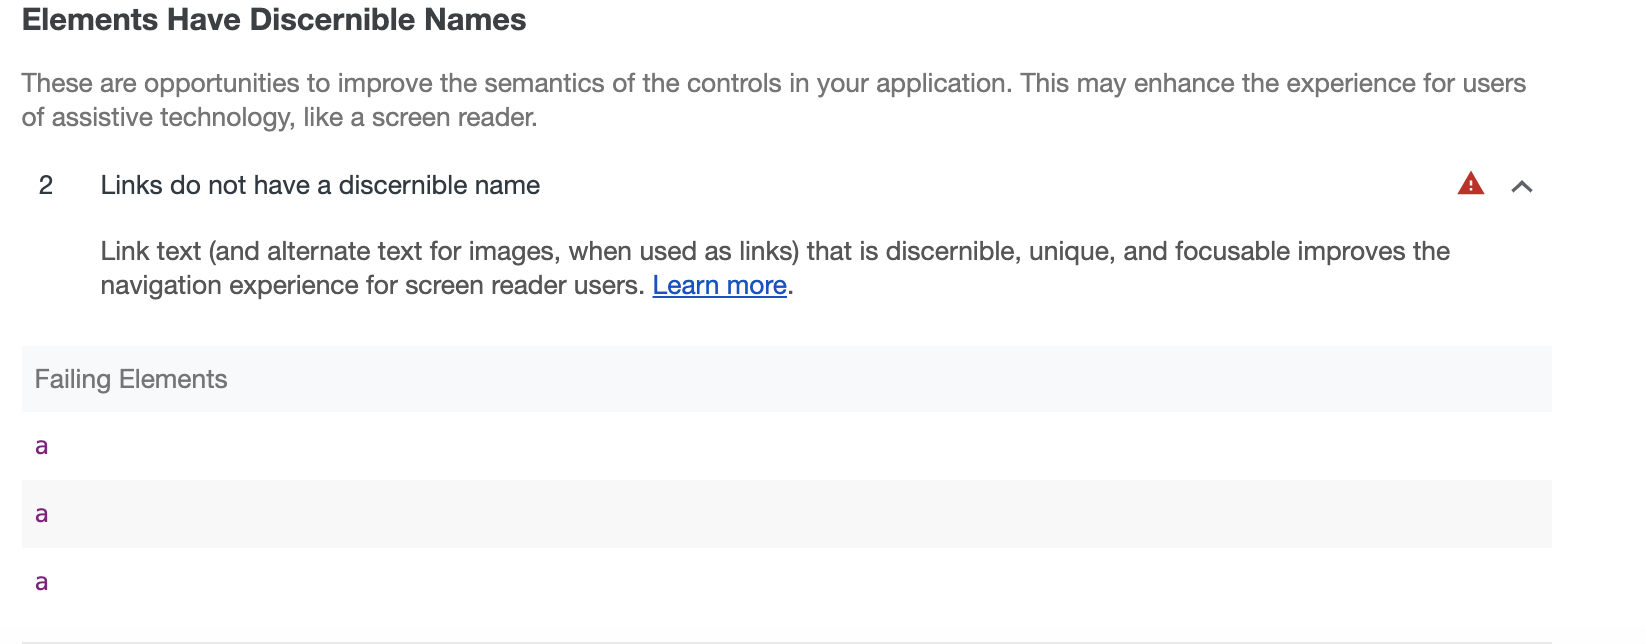 Elements Have Discernible Names
These are opportunities to improve the semantics of the controls in your application. This may enhance the experience for users
of assistive technology, like a screen reader.
2 Links do not have a discernible name
Link text (and alternate text for images, when used as links) that is discernible, unique, and focusable improves the
navigation experience for screen reader users. Learn more.
Failing Elements
a
a
a